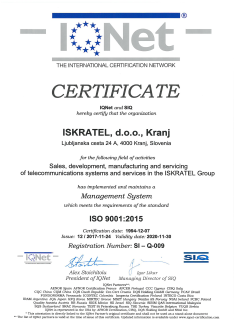 IQNet
THE INTERNATIONAL CERTIFICATION NETWORK
CERTIFICATE
IQNet and SIQ
hereby certify that the organization
ISKRATEL, d.o.o., Kranj
Ljubljanska cesta 24 A, 4000 Kranj, Slovenia
for the following field of activities
Sales, development, manufacturing and servicing
of telecommunications systems and services in the ISKRATEL Group
has implemented and maintains a
Management System
which meets the requirements of the standard
ISO 9001:2015
Certification date: 1994-12-07
Issue: 12 / 2017-11-24 Validity date: 2020-11-30
Registration Number: SI – Q-009
IQNet
SIQ
Alex Stoichitoiu
President of IQNet
Igor Likar
Managing Director of SIQ
IQNet Partners*: